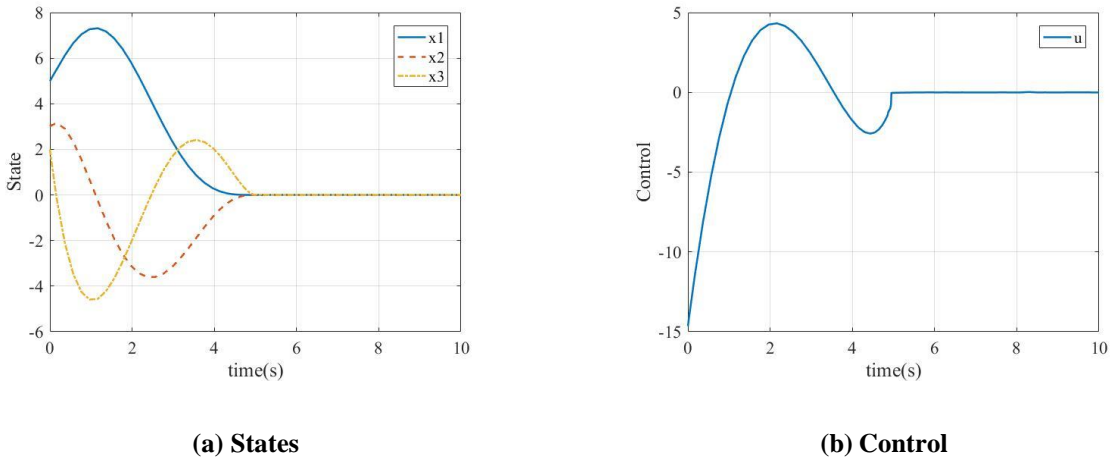 8
6
4
2
0
-2
-4
-6
State
0 2 4 6 8 10
time(s)
x1
x2
x3
(a) States
5
0
-5
-10
-15
Control
0 2 4 6 8 10
time(s)
u
(b) Control